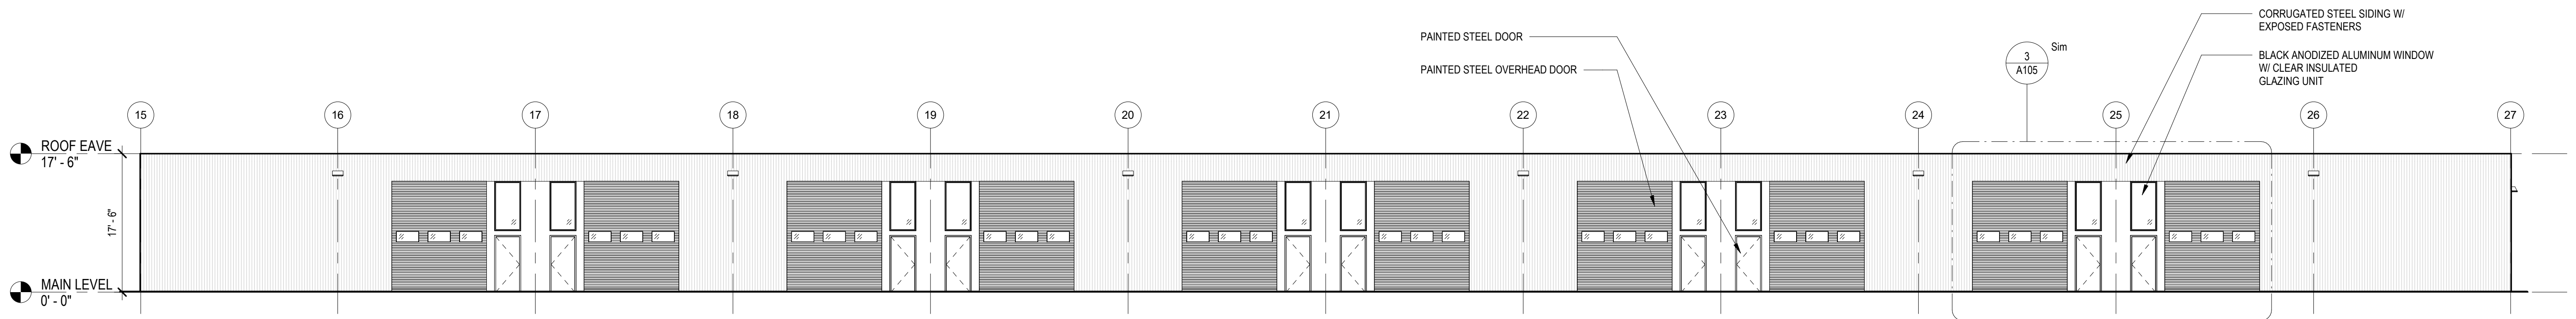 CORRUGATED STEEL SIDING W/
EXPOSED FASTENERS
PAINTED STEEL DOOR
3
A105
Sim
BLACK ANODIZED ALUMINUM WINDOW
W/ CLEAR INSULATED
GLAZING UNIT
PAINTED STEEL OVERHEAD DOOR
15
16
17
18
19
20
21
22
23
24
25
26
27
ROOF EAVE
17' - 6"
17' - 6"
MAIN LEVEL
0' - 0"